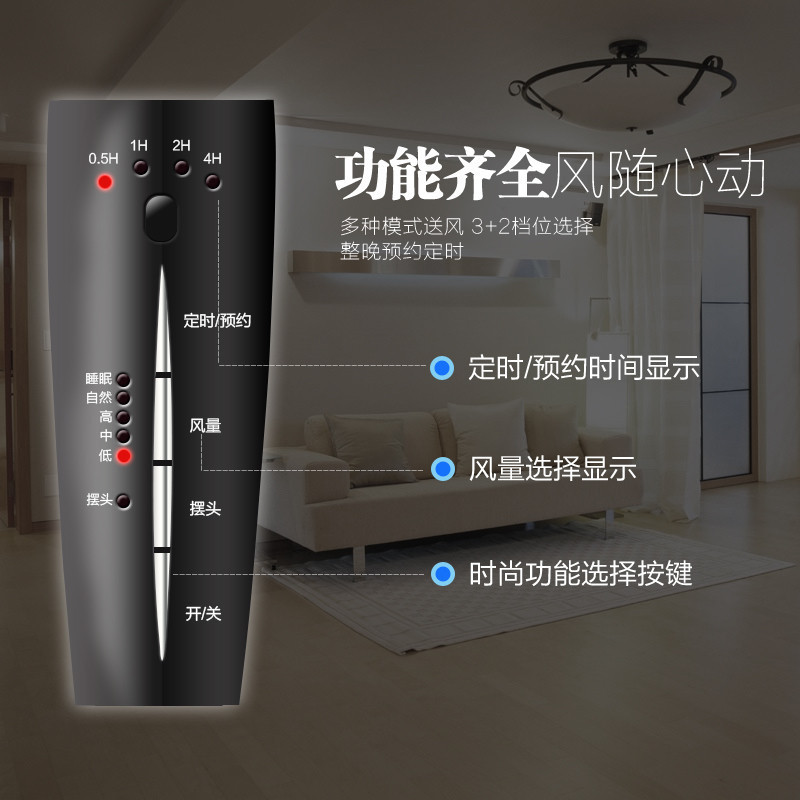 0.5H 1H 2H 4H
功能齐全风随心动
多种模式送风 3+2档位选择
整晚预约定时
定时/预约
定时/预约时间显示
睡眠
自然
高
中
低
风量
风量选择显示
摆头
摆头
时尚功能选择按键
开/关